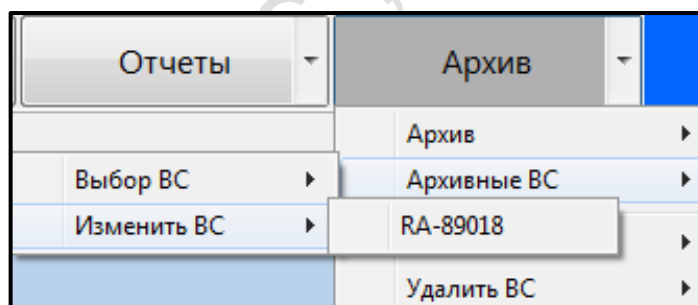 Отчеты
Архив
Архив
Выбор ВС
Архивные ВС
Изменить ВС
RA-89018
Удалить ВС